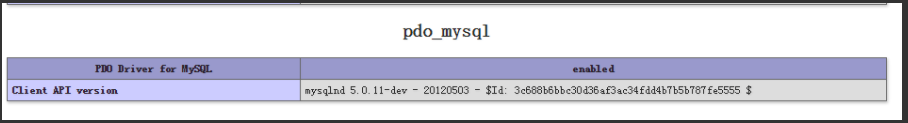 pdo_mysql
PDO Driver for MySQL enabled
Client API version mysqlnd 5.0.11-dev - 20120503 - $Id: 3c688b6bbc30d36af3ac34fdd4b7b5b787fe5555 $